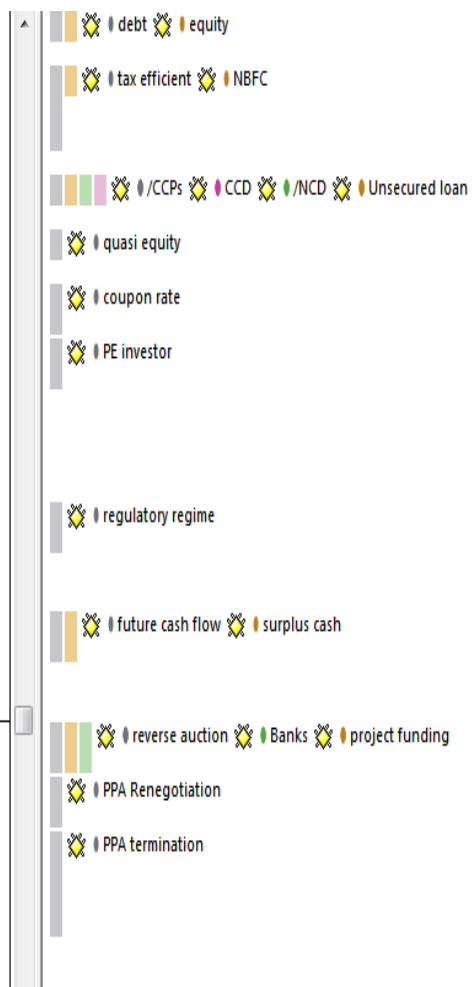 debt equity
tax efficient NBFC
/CCPs CCD /NCD Unsecured loan
quasi equity
coupon rate
PE investor
regulatory regime
future cash flow surplus cash
reverse auction Banks project funding
PPA Renegotiation
PPA termination